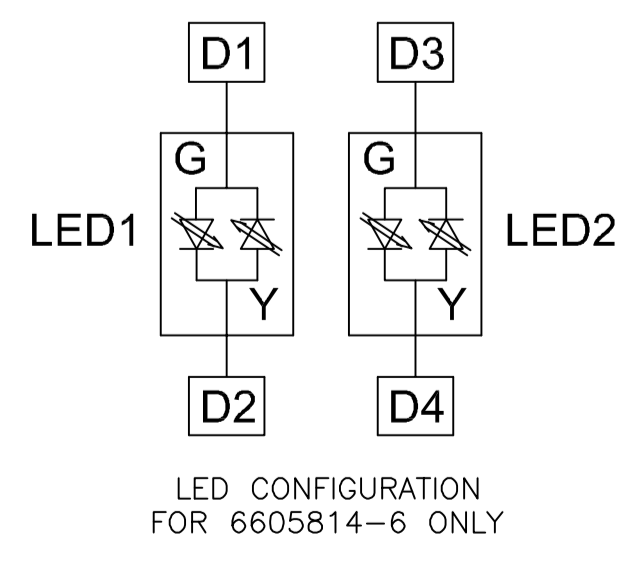 D1
D3
G
G
LED1
LED2
Y
Y
D2
D4
LED CONFIGURATION
FOR 6605814-6 ONLY